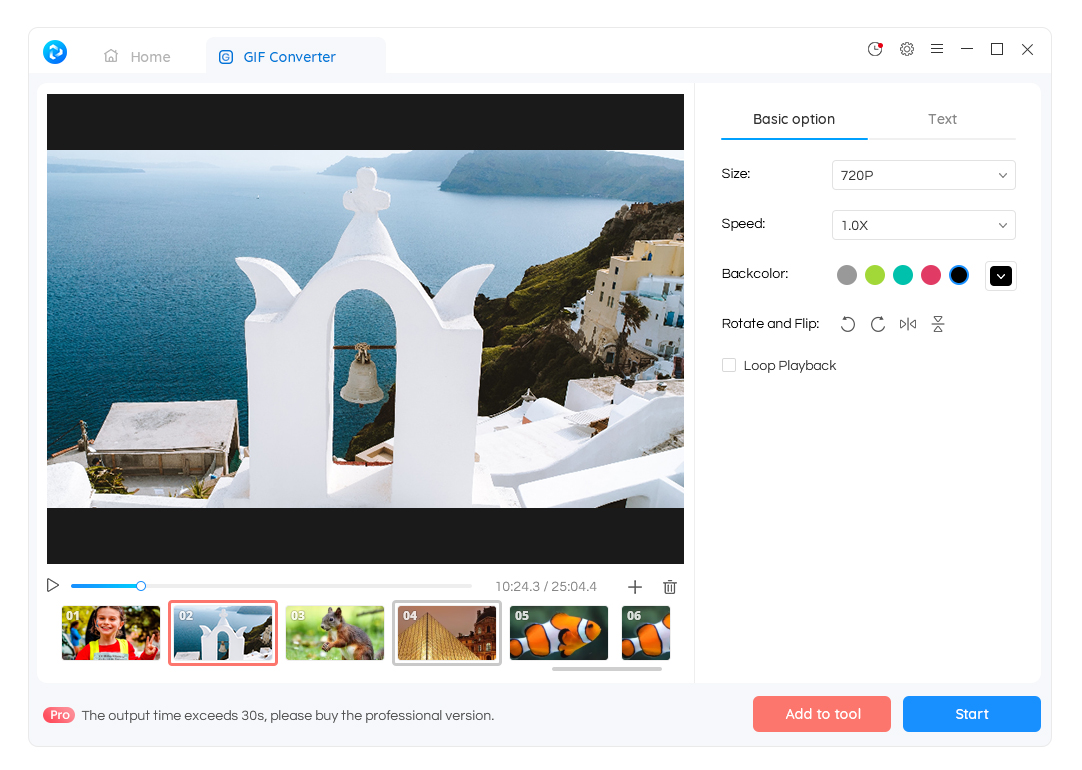 Home
GIF Converter
Basic option
Text
Size:
720P
Speed:
1.0X
Backcolor:
Rotate and Flip:
Loop Playback
10:24.3 / 25:04.4
01
02
03
04
05
06
Pro
The output time exceeds 30s, please buy the professional version.
Add to tool
Start